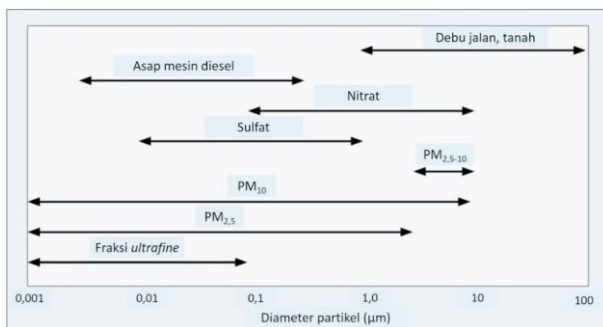 Debu jalan, tanah
Asap mesin diesel
Nitrat
Sulfat
PM2,5-10
PM10
PM2,5
Fraksi ultrafine
0,001 0,01 0,1 1,0 10 100
Diameter partikel (µm)